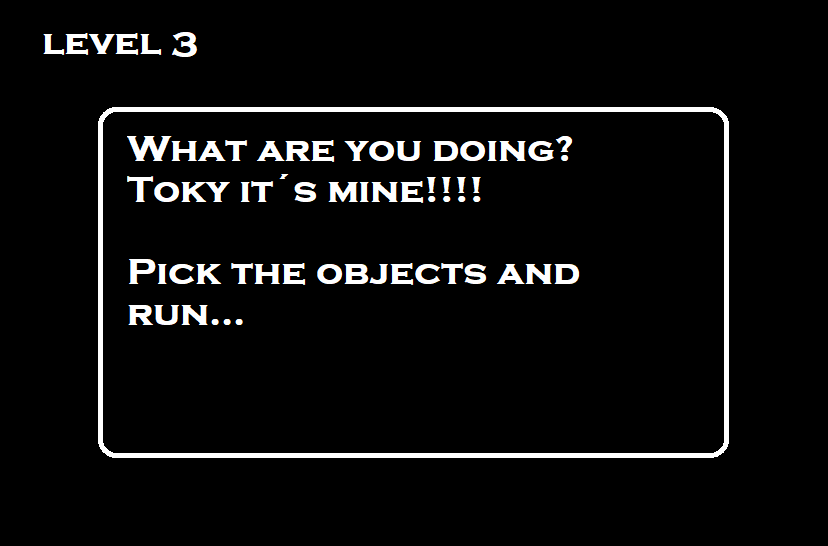 LEVEL 3
What are you doing?
Toky it´s mine!!!!
Pick the objects and
run...